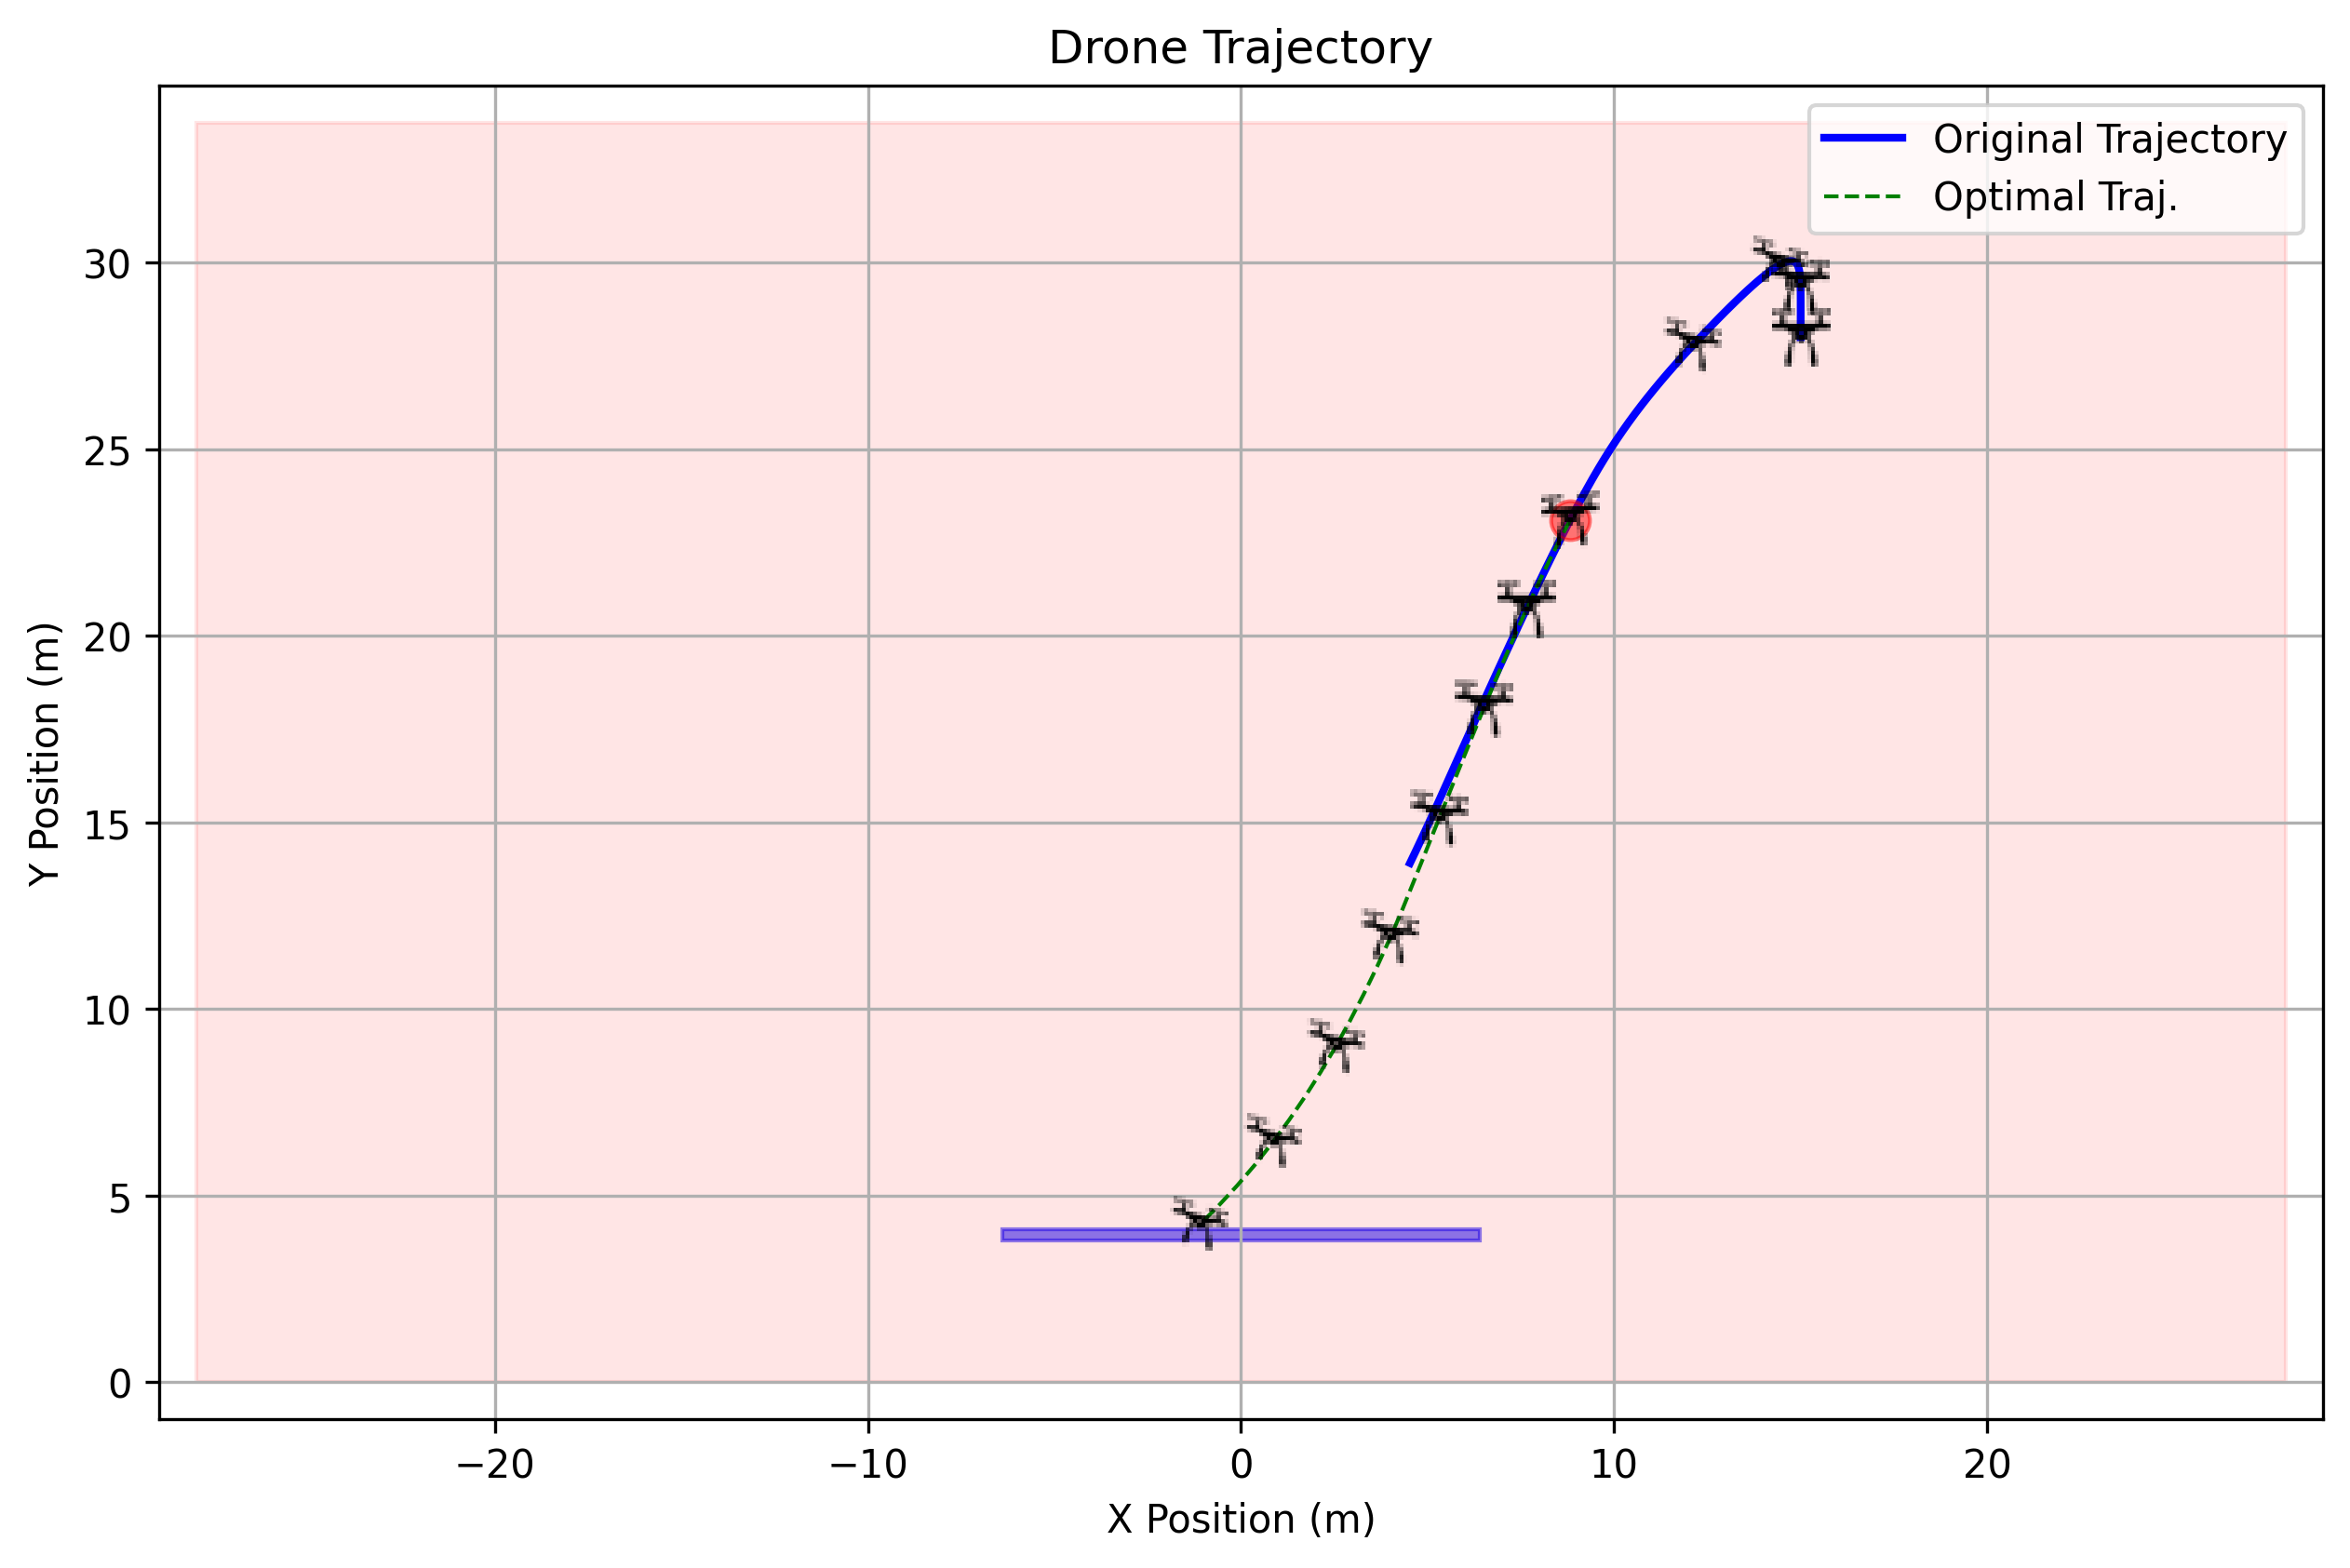 Drone Trajectory
Original Trajectory
Optimal Traj.
30
25
20
15
10
5
0
Y Position (m)
−20
−10
0
10
20
X Position (m)